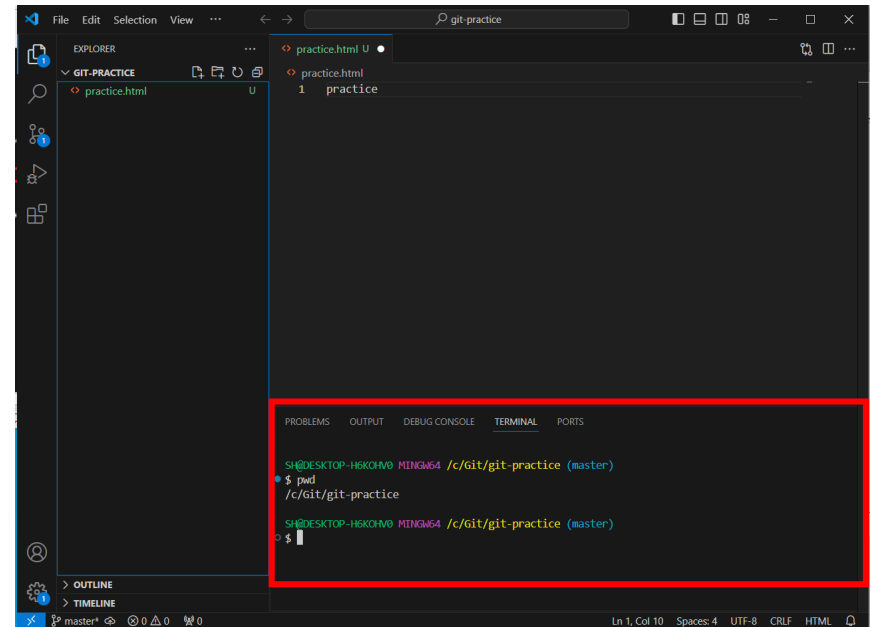 File Edit Selection View ··· git-practice
EXPLORER ···
GIT-PRACTICE
practice.html U
practice.html U
practice.html
1 practice
PROBLEMS OUTPUT DEBUG CONSOLE TERMINAL PORTS
SH@DESKTOP-H6KOHV0 MINGW64 /c/Git/git-practice (master)
$ pwd
/c/Git/git-practice
SH@DESKTOP-H6KOHV0 MINGW64 /c/Git/git-practice (master)
$
OUTLINE
TIMELINE
1
1
1
master* 0 0 0 Ln 1, Col 10 Spaces: 4 UTF-8 CRLF HTML